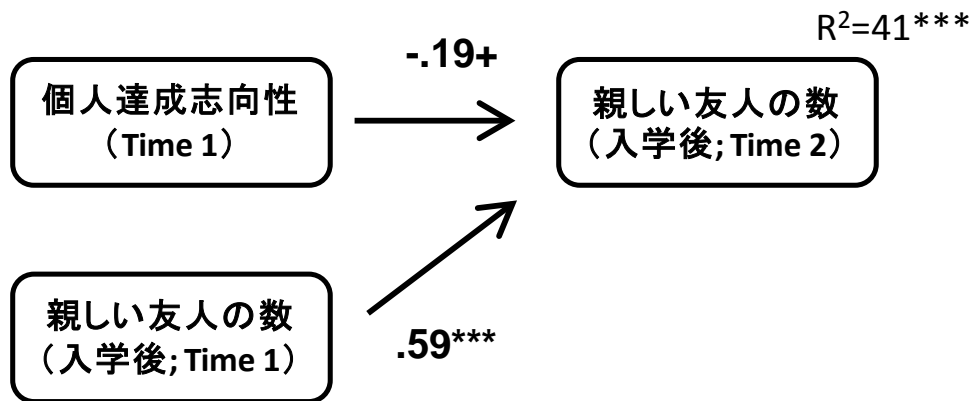 R²=41***
-.19+
個人達成志向性
（Time 1）
親しい友人の数
（入学後; Time 2）
親しい友人の数
（入学後; Time 1）
.59***